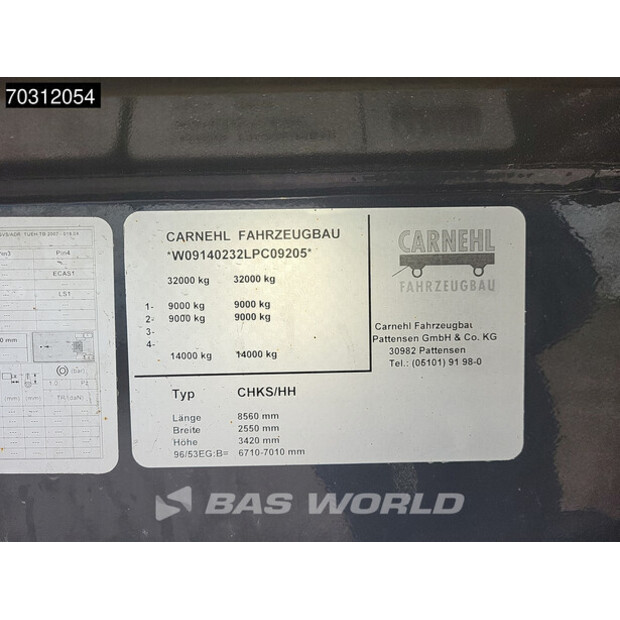 70312054
Pin4
ECAS1
LS1
CARNEHL FAHRZEUGBAU
*W09140232LPC09205*
32000 kg 32000 kg
1- 9000 kg 9000 kg
2- 9000 kg 9000 kg
3-
4-
14000 kg 14000 kg
Typ CHKS/HH
Länge 8560 mm
Breite 2550 mm
Höhe 3420 mm
96/53EG:B= 6710-7010 mm
CARNEHL
FAHRZEUGBAU
Carnehl Fahrzeugbau
Pattensen GmbH & Co. KG
30982 Pattensen
Tel.: (05101) 91 98-0
BAS WORLD